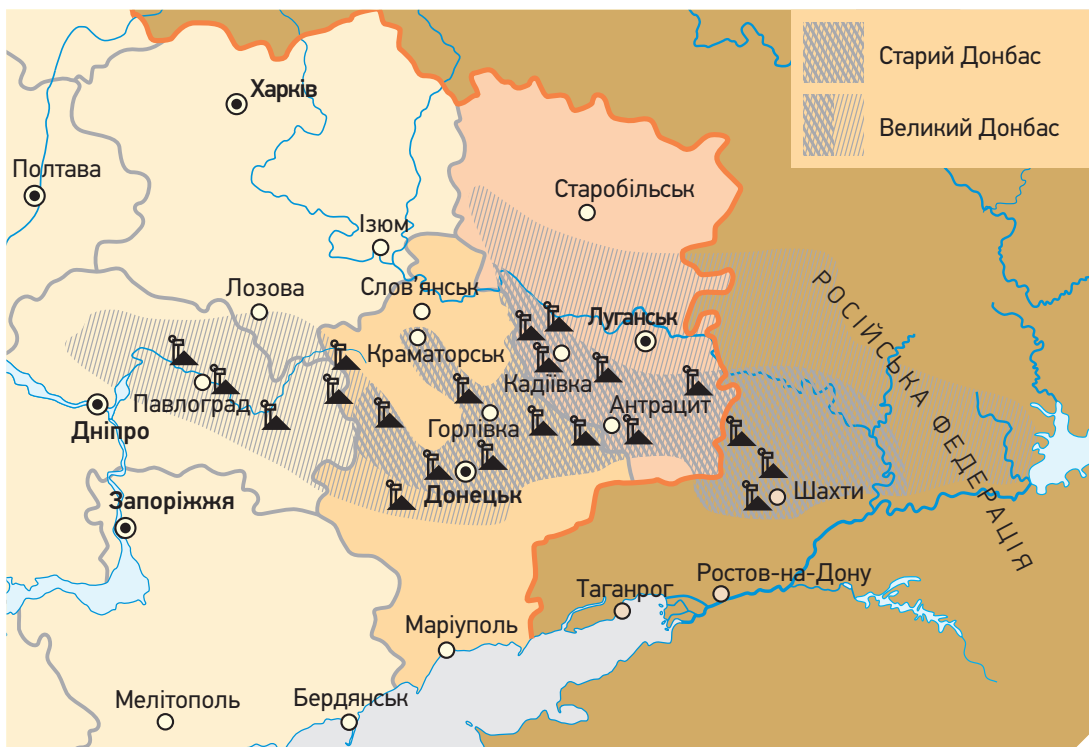 Старий Донбас
Великий Донбас
Харків
Полтава
Старобільськ
Ізюм
Лозова
Слов'янськ
Луганськ
Краматорськ
Кадіївка
Павлоград
Антрацит
Горлівка
Дніпро
Донецьк
Шахти
Запоріжжя
РОСІЙСЬКА ФЕДЕРАЦІЯ
Ростов-на-Дону
Таганрог
Маріуполь
Мелітополь
Бердянськ